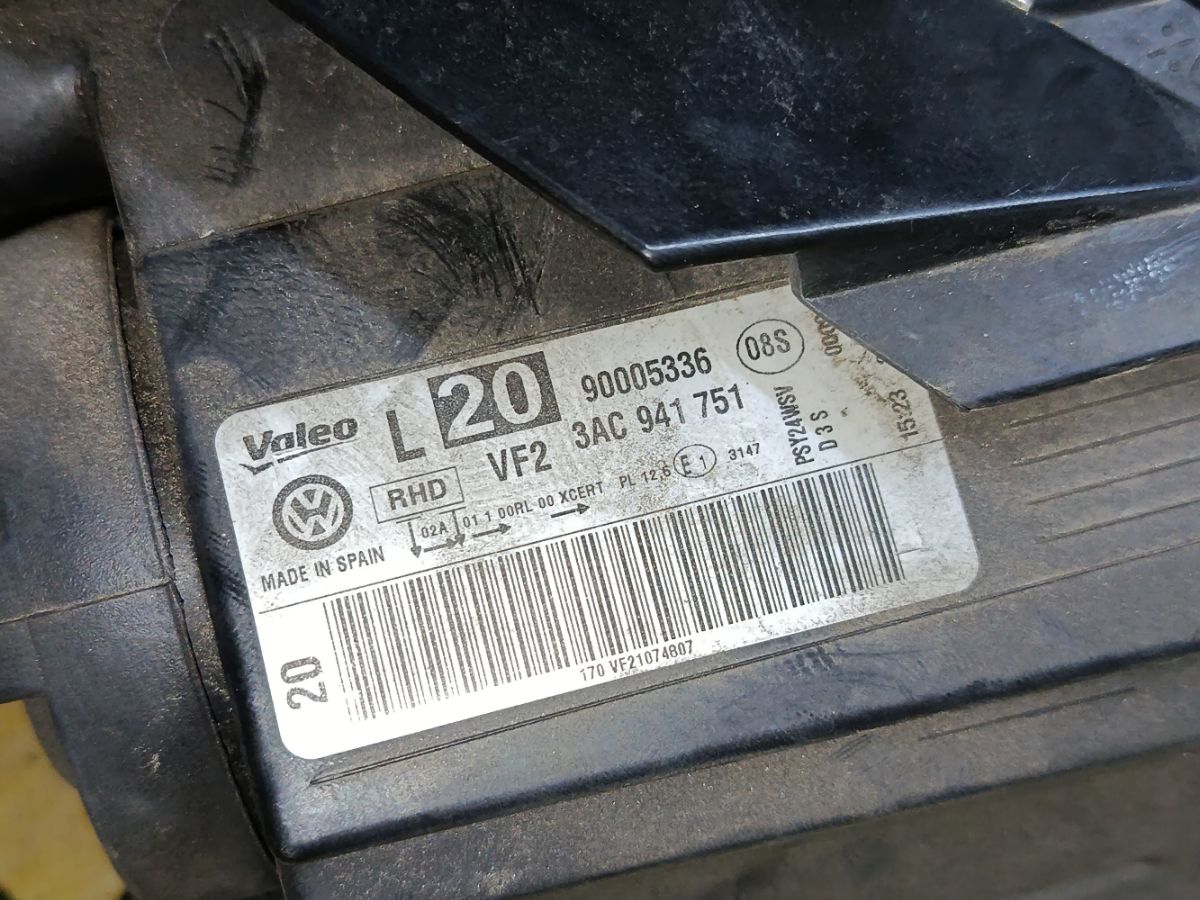 Valeo L 20 90005336 08S
VF2 3AC 941 751
RHD
02A 01 1 00RL 00 XCERT PL 12,5 E1 3147
PSY24WSV
D3S
15:23
MADE IN SPAIN
20
170 VF21074807